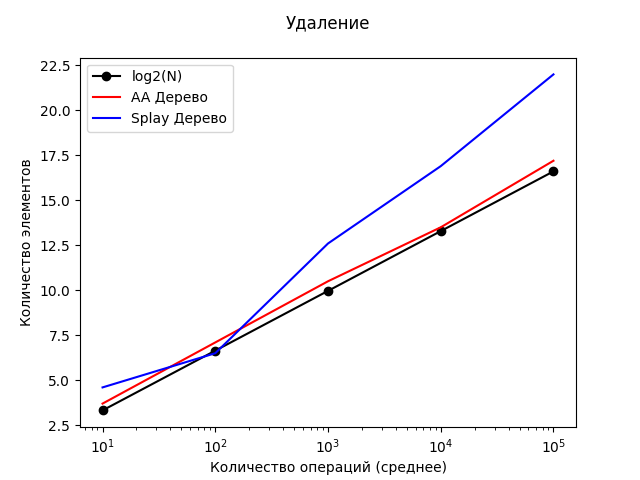 Удаление
log2(N)
АА Дерево
Splay Дерево
Количество элементов
22.5
20.0
17.5
15.0
12.5
10.0
7.5
5.0
2.5
10¹
10²
10³
10⁴
10⁵
Количество операций (среднее)